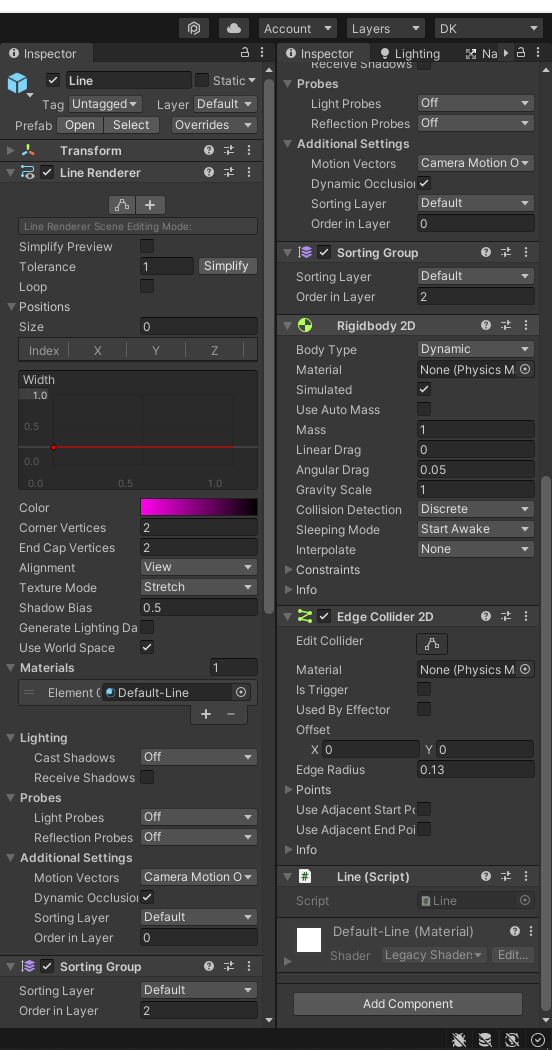 Account
Layers
DK
Inspector
Line
Static
Tag Untagged Layer Default
Prefab Open Select Overrides
Transform
Line Renderer
Line Renderer Scene Editing Mode:
Simplify Preview
Tolerance 1 Simplify
Loop
Positions
Size 0
Index X Y Z
Width
1.0
0.5
0.0
0.0 0.5 1.0
Color
Corner Vertices 2
End Cap Vertices 2
Alignment View
Texture Mode Stretch
Shadow Bias 0.5
Generate Lighting Da
Use World Space
Materials 1
Element 0 Default-Line
+ −
Lighting
Cast Shadows Off
Receive Shadows
Probes
Light Probes Off
Reflection Probes Off
Additional Settings
Motion Vectors Camera Motion O
Dynamic Occlusion
Sorting Layer Default
Order in Layer 0
Sorting Group
Sorting Layer Default
Order in Layer 2
Inspector Lighting Na
Receive Shadows
Probes
Light Probes Off
Reflection Probes Off
Additional Settings
Motion Vectors Camera Motion O
Dynamic Occlusion
Sorting Layer Default
Order in Layer 0
Sorting Group
Sorting Layer Default
Order in Layer 2
Rigidbody 2D
Body Type Dynamic
Material None (Physics M
Simulated
Use Auto Mass
Mass 1
Linear Drag 0
Angular Drag 0.05
Gravity Scale 1
Collision Detection Discrete
Sleeping Mode Start Awake
Interpolate None
Constraints
Info
Edge Collider 2D
Edit Collider
Material None (Physics M
Is Trigger
Used By Effector
Offset
X 0 Y 0
Edge Radius 0.13
Points
Use Adjacent Start Po
Use Adjacent End Poi
Info
# Line (Script)
Script Line
Default-Line (Material)
Shader Legacy Shaders Edit...
Add Component